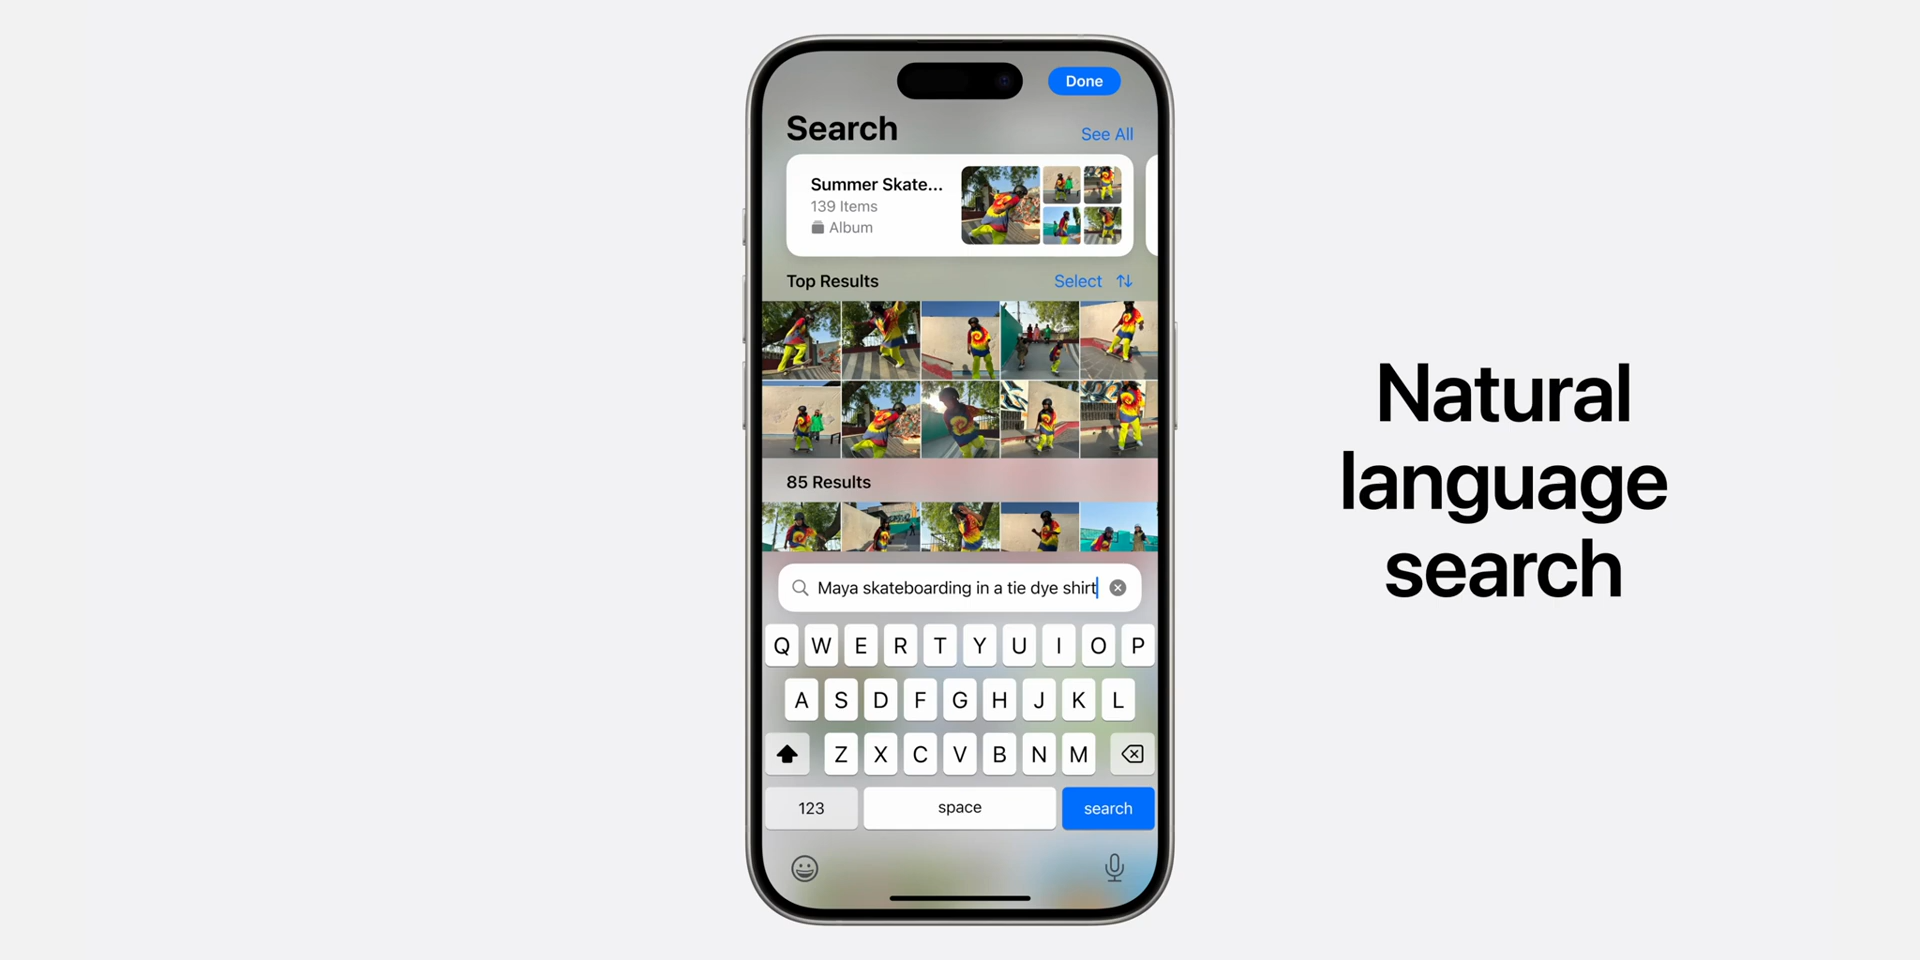 Done
Search
See All
Summer Skate...
139 Items
Album
Top Results
Select
85 Results
Maya skateboarding in a tie dye shirt
Q W E R T Y U I O P
A S D F G H J K L
Z X C V B N M
123
space
search
Natural
language
search